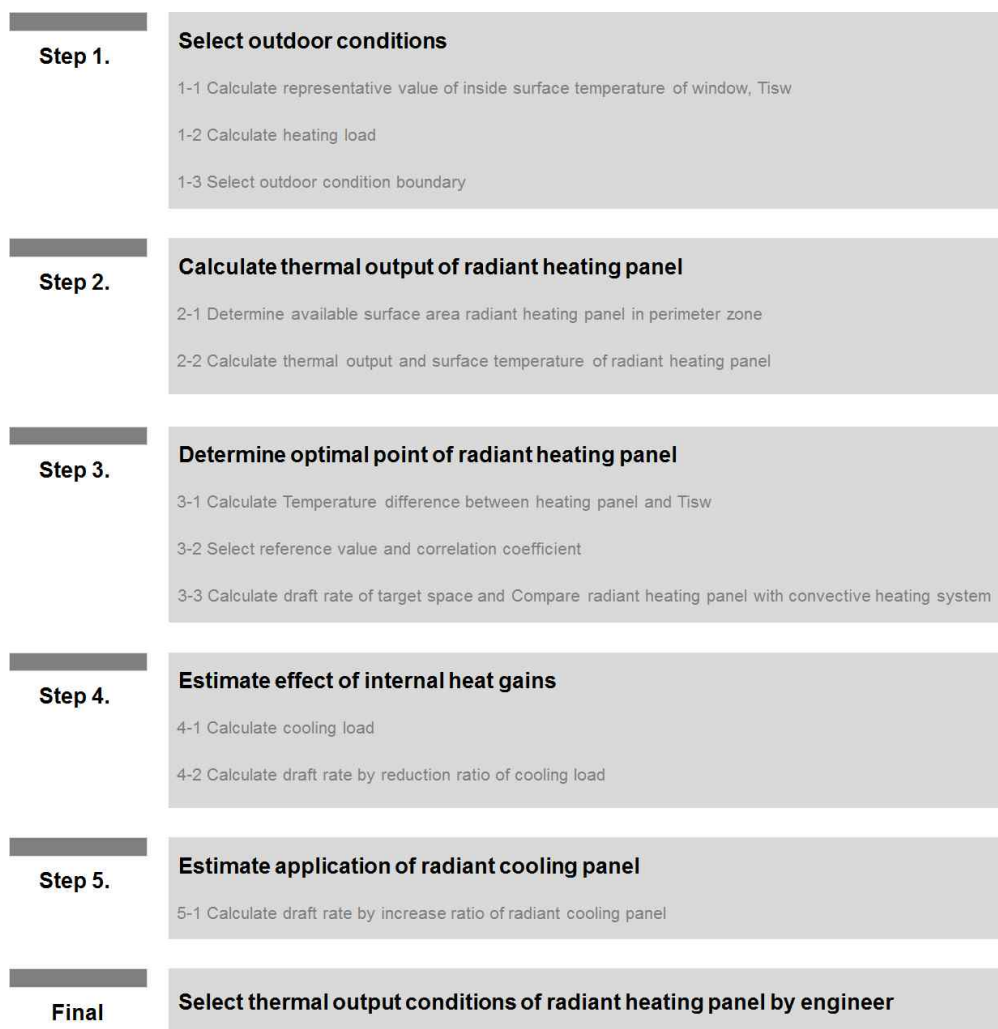 Step 1.
Select outdoor conditions
1-1 Calculate representative value of inside surface temperature of window, Tisw
1-2 Calculate heating load
1-3 Select outdoor condition boundary
Step 2.
Calculate thermal output of radiant heating panel
2-1 Determine available surface area radiant heating panel in perimeter zone
2-2 Calculate thermal output and surface temperature of radiant heating panel
Step 3.
Determine optimal point of radiant heating panel
3-1 Calculate Temperature difference between heating panel and Tisw
3-2 Select reference value and correlation coefficient
3-3 Calculate draft rate of target space and Compare radiant heating panel with convective heating system
Step 4.
Estimate effect of internal heat gains
4-1 Calculate cooling load
4-2 Calculate draft rate by reduction ratio of cooling load
Step 5.
Estimate application of radiant cooling panel
5-1 Calculate draft rate by increase ratio of radiant cooling panel
Final
Select thermal output conditions of radiant heating panel by engineer